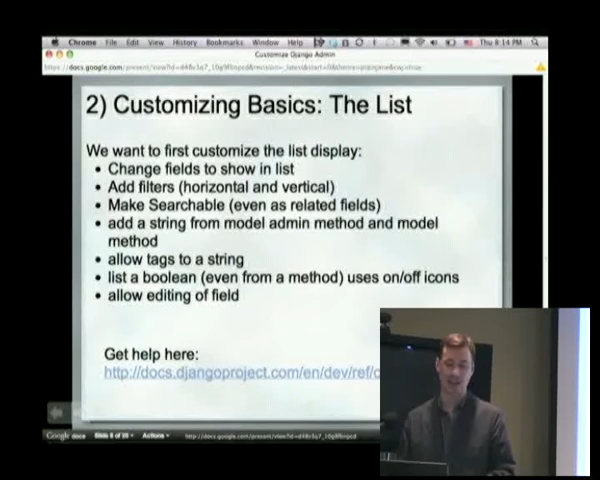 Chrome File Edit View History Bookmarks Window Help Thu 8:14 PM
Customize Django Admin
2) Customizing Basics: The List
We want to first customize the list display:
• Change fields to show in list
• Add filters (horizontal and vertical)
• Make Searchable (even as related fields)
• add a string from model admin method and model
method
• allow tags to a string
• list a boolean (even from a method) uses on/off icons
• allow editing of field
Get help here:
http://docs.djangoproject.com/en/dev/ref/c
Google docs Actions